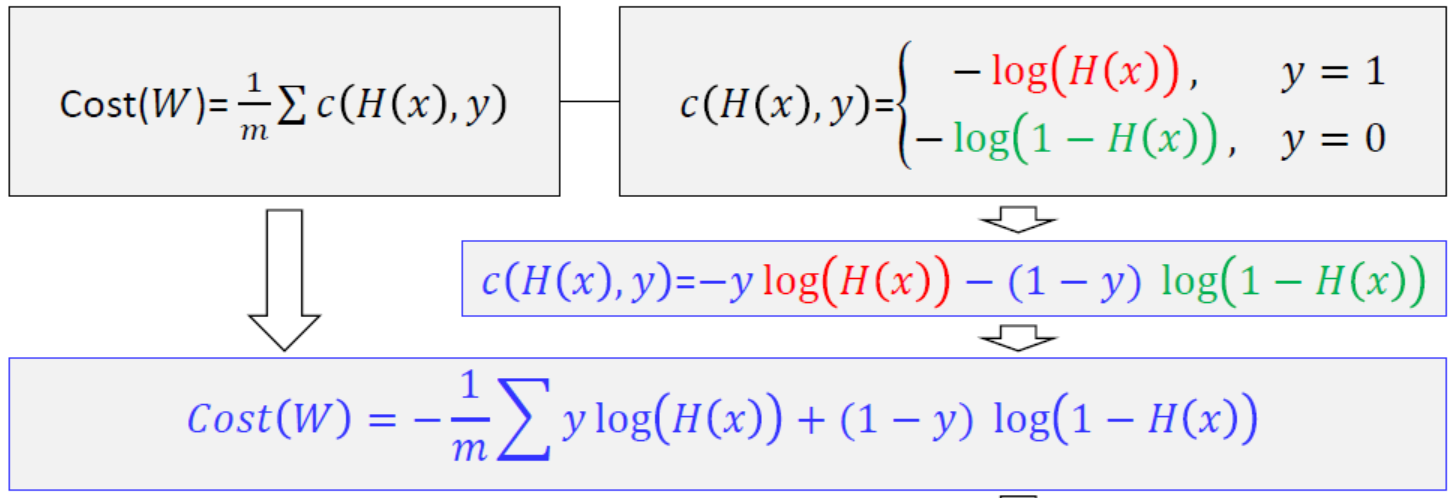 Cost(W)= 1/m ∑ c(H(x), y)
c(H(x), y)={ − log(H(x)), y = 1
− log(1 − H(x)), y = 0
c(H(x), y)=−y log(H(x)) − (1 − y) log(1 − H(x))
Cost(W) = − 1/m ∑ y log(H(x)) + (1 − y) log(1 − H(x))